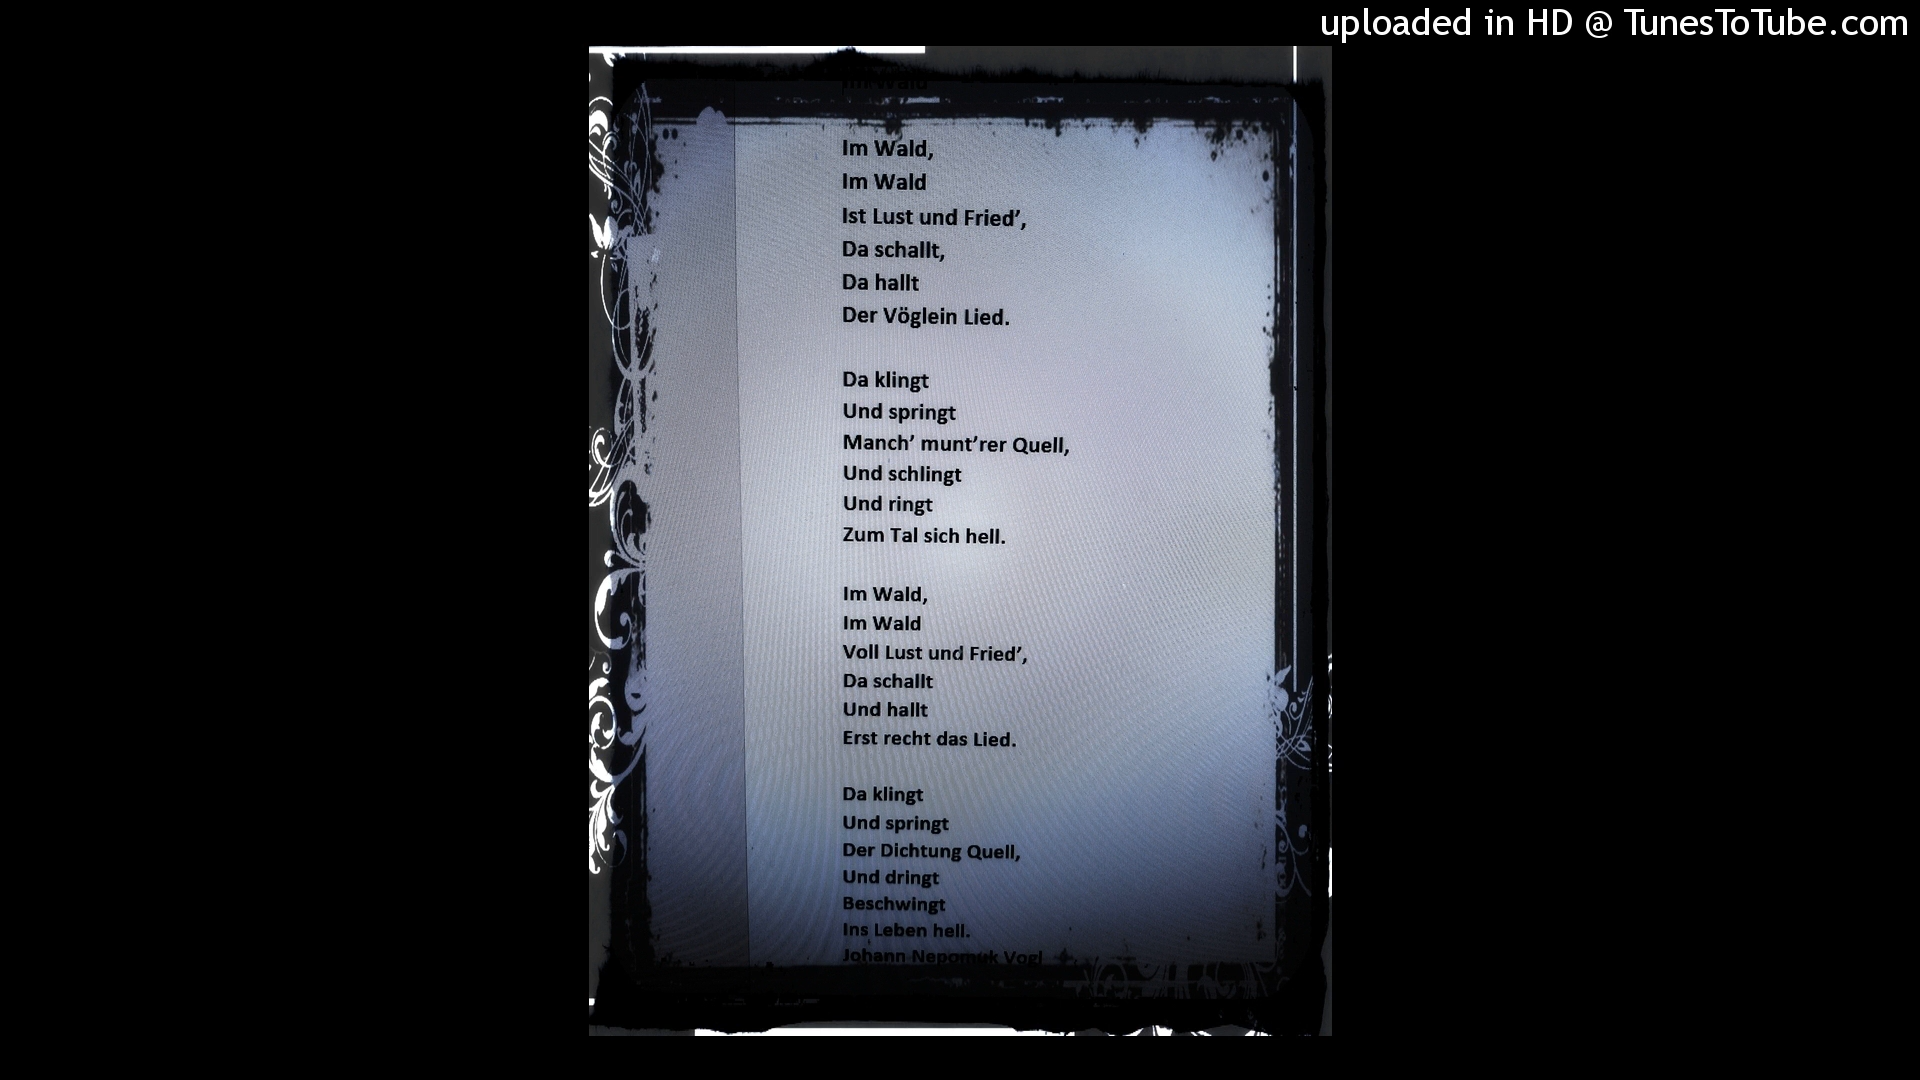 uploaded in HD @ TunesToTube.com
Im Wald
Im Wald,
Im Wald
Ist Lust und Fried’,
Da schallt,
Da hallt
Der Vöglein Lied.
Da klingt
Und springt
Manch’ munt’rer Quell,
Und schlingt
Und ringt
Zum Tal sich hell.
Im Wald,
Im Wald
Voll Lust und Fried’,
Da schallt
Und hallt
Erst recht das Lied.
Da klingt
Und springt
Der Dichtung Quell,
Und dringt
Beschwingt
Ins Leben hell.
Johann Nepomuk Vogl